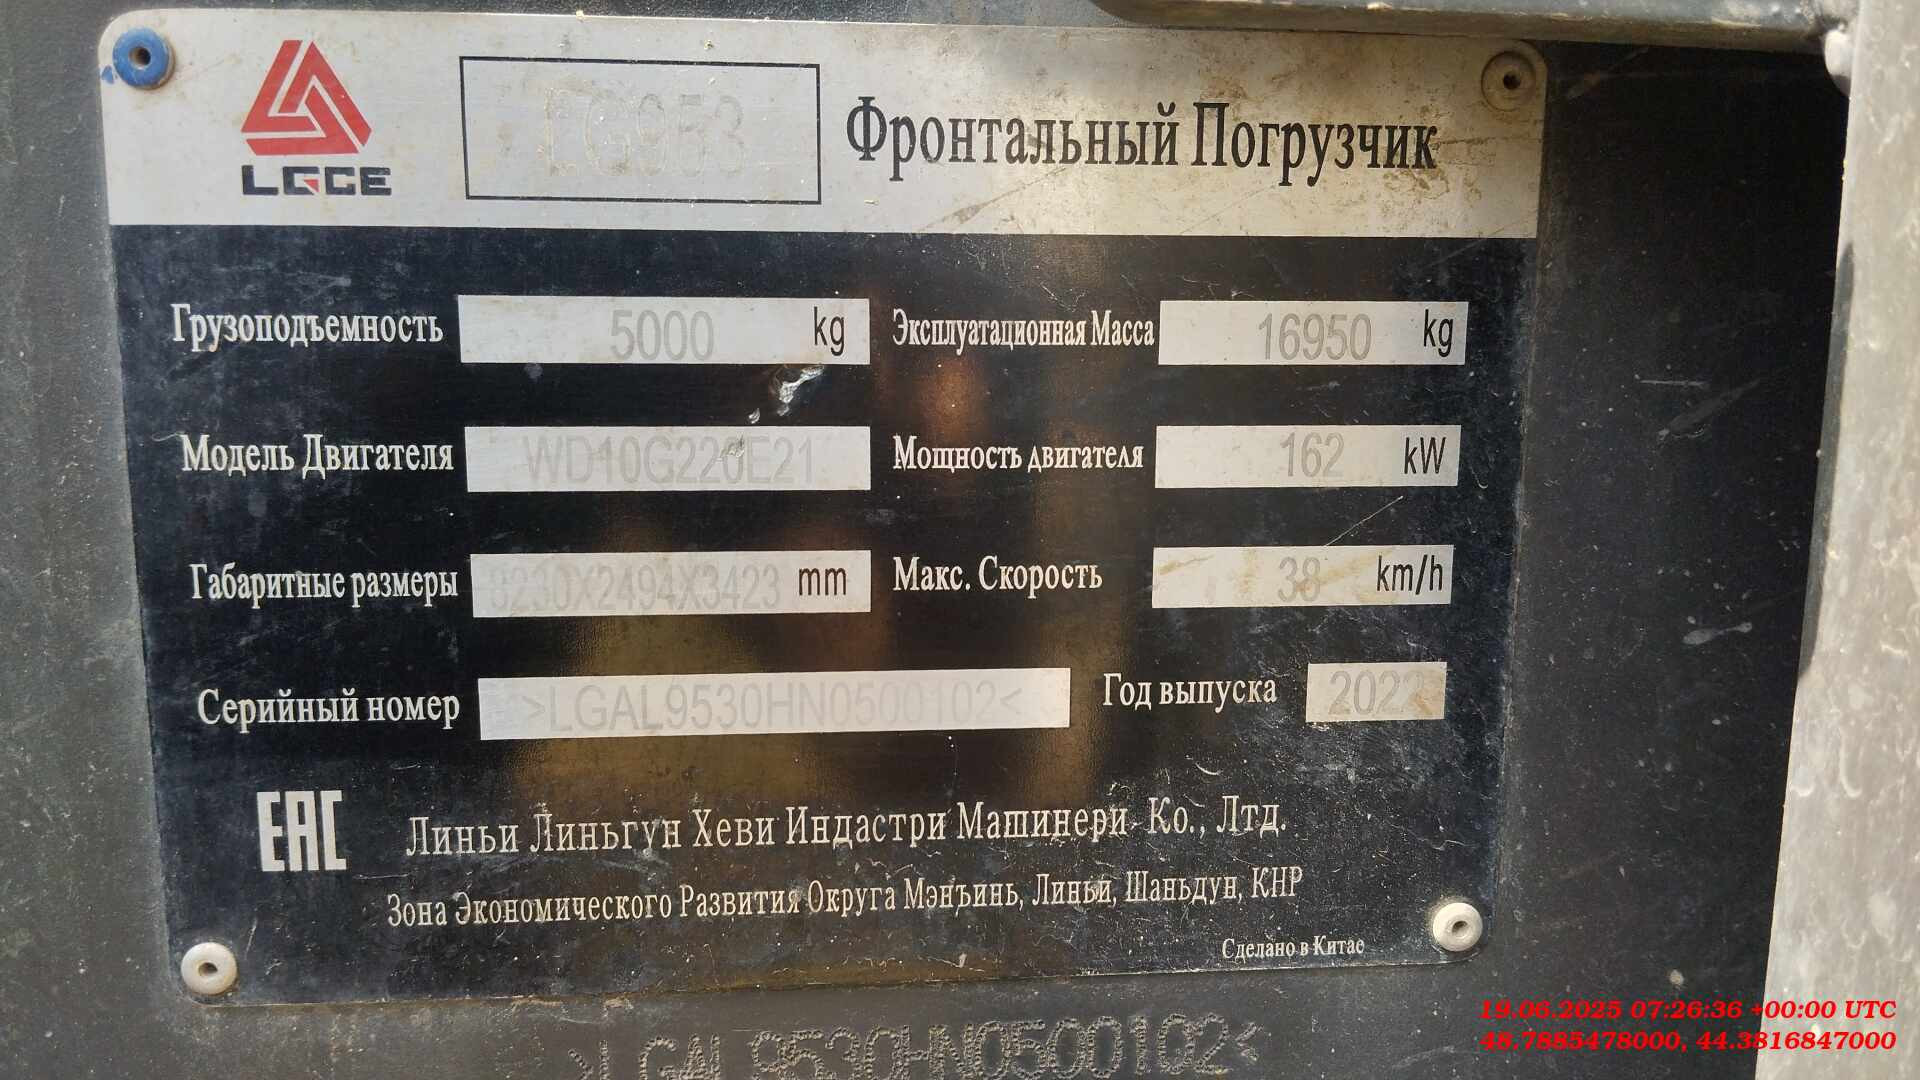 LGCE
LG953
Фронтальный Погрузчик
Грузоподъемность 5000 kg Эксплуатационная Масса 16950 kg
Модель Двигателя WD10G220E21 Мощность двигателя 162 kW
Габаритные размеры 8230X2494X3423 mm Макс. Скорость 38 km/h
Серийный номер >LGAL9530HN0500102< Год выпуска 2022
EAC Линьи Линьгун Хеви Индастри Машинери Ко., Лтд.
Зона Экономического Развития Округа Мэнъинь, Линьи, Шаньдун, КНР
Сделано в Китае
>LGAL9530HN0500102<
19.06.2025 07:26:36 +00:00 UTC
48.7885478000, 44.3816847000